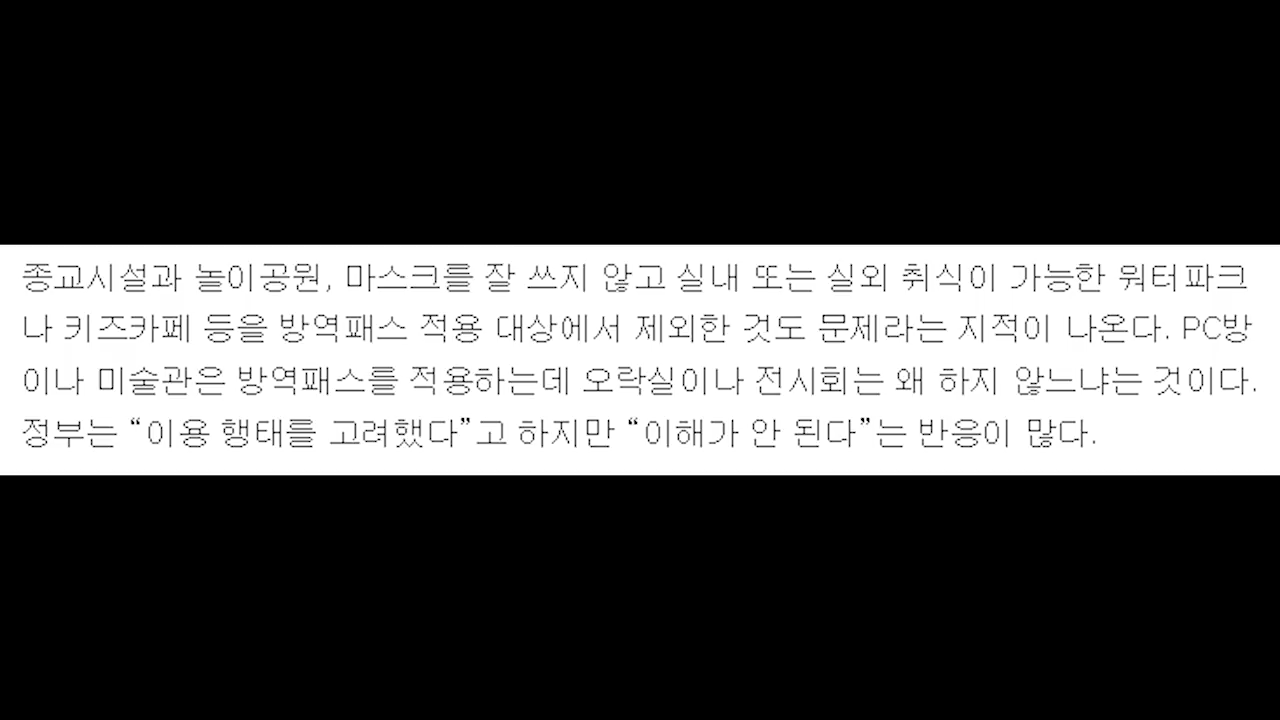 종교시설과 놀이공원, 마스크를 잘 쓰지 않고 실내 또는 실외 취식이 가능한 워터파크
나 키즈카페 등을 방역패스 적용 대상에서 제외한 것도 문제라는 지적이 나온다. PC방
이나 미술관은 방역패스를 적용하는데 오락실이나 전시회는 왜 하지 않느냐는 것이다.
정부는 “이용 행태를 고려했다”고 하지만 “이해가 안 된다”는 반응이 많다.